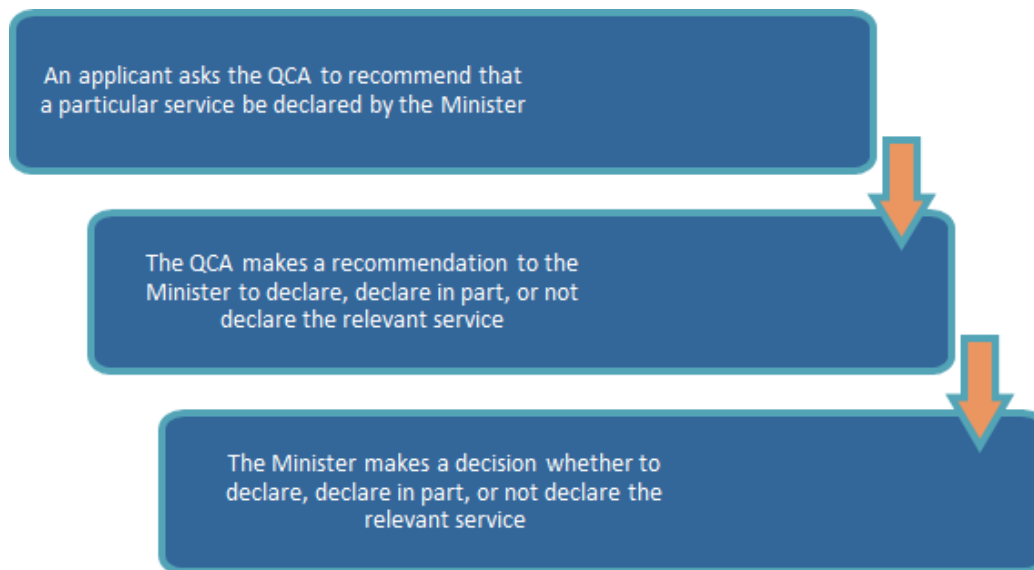 An applicant asks the QCA to recommend that
a particular service be declared by the Minister
The QCA makes a recommendation to the
Minister to declare, declare in part, or not
declare the relevant service
The Minister makes a decision whether to
declare, declare in part, or not declare the
relevant service